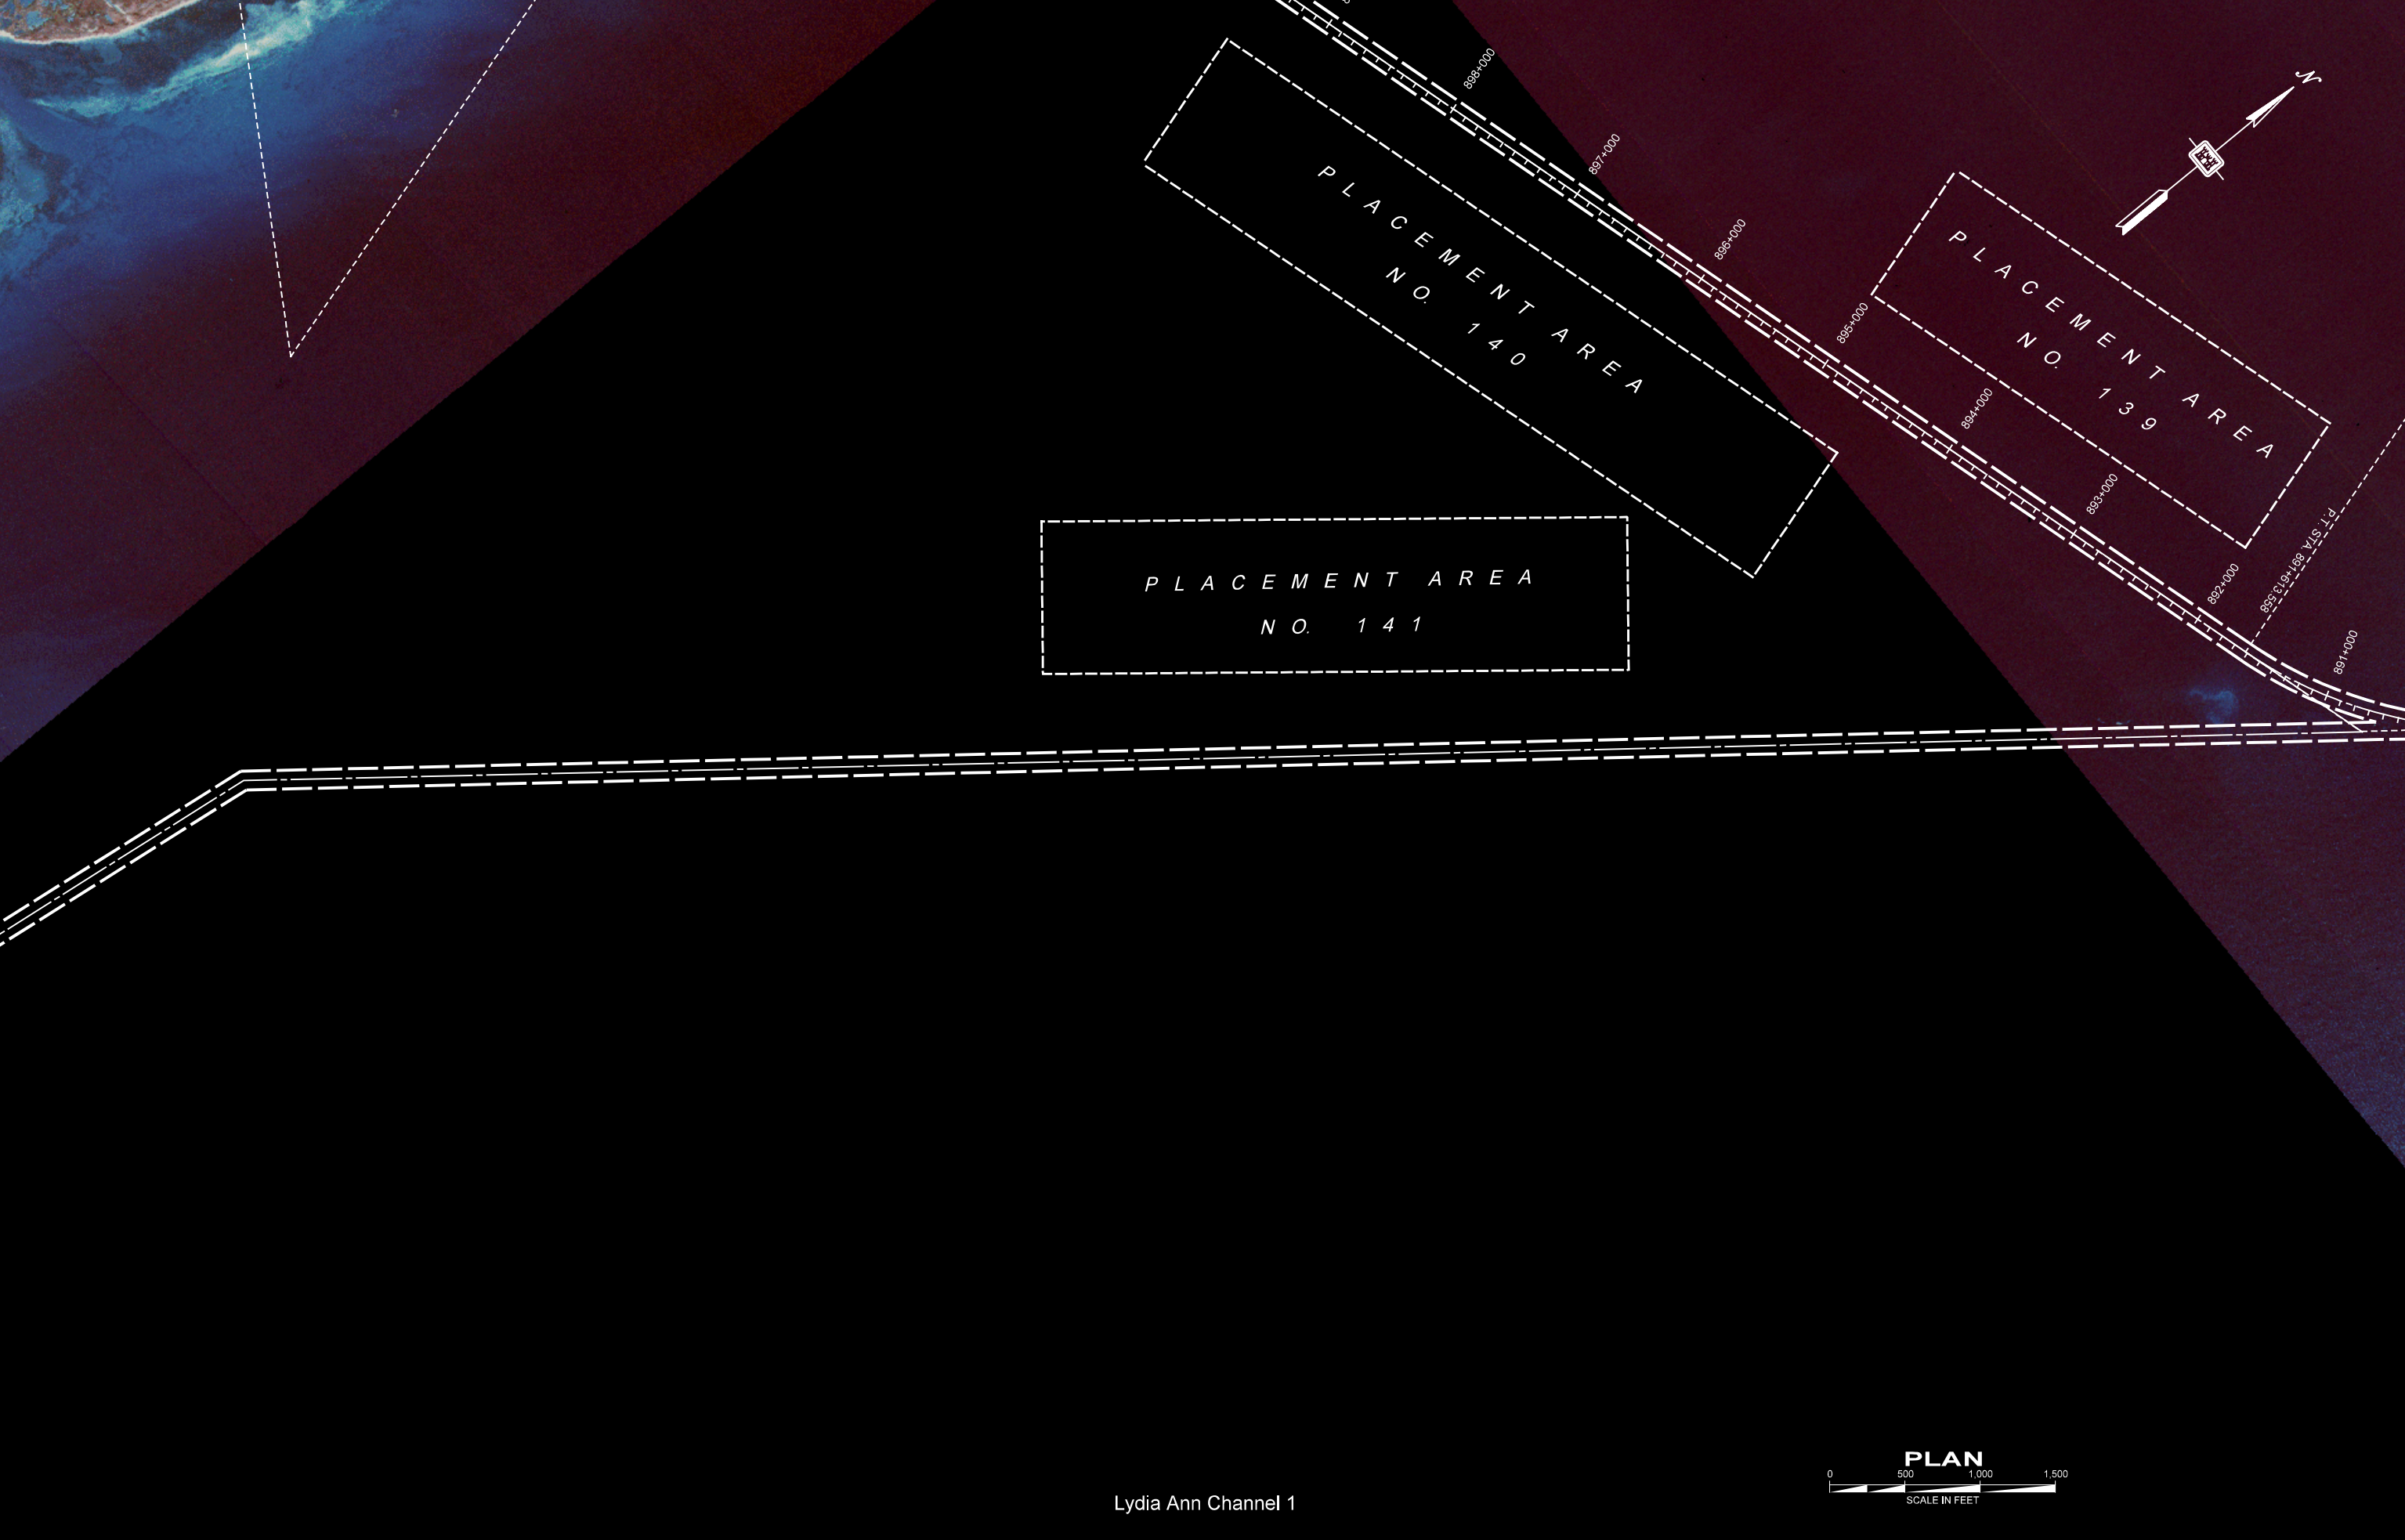 898+000
897+000
896+000
895+000
894+000
893+000
892+000
P.T. STA. 891+613.558
891+000
N
PLACEMENT AREA
NO. 140
PLACEMENT AREA
NO. 139
PLACEMENT AREA
NO. 141
PLAN
0 500 1,000 1,500
SCALE IN FEET
Lydia Ann Channel 1